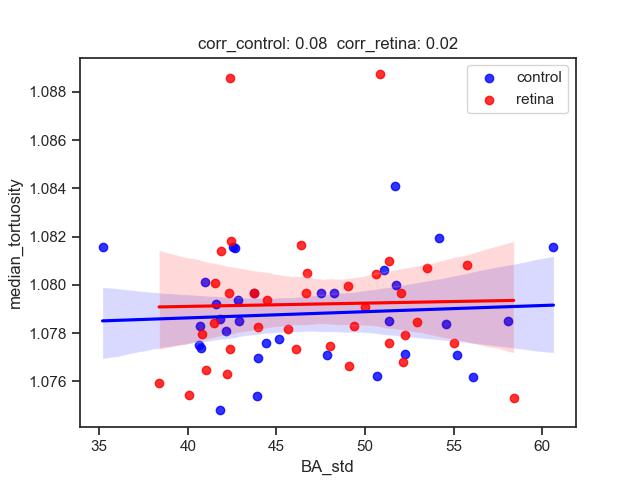 corr_control: 0.08  corr_retina: 0.02
control
retina
median_tortuosity
1.088
1.086
1.084
1.082
1.080
1.078
1.076
35 40 45 50 55 60
BA_std